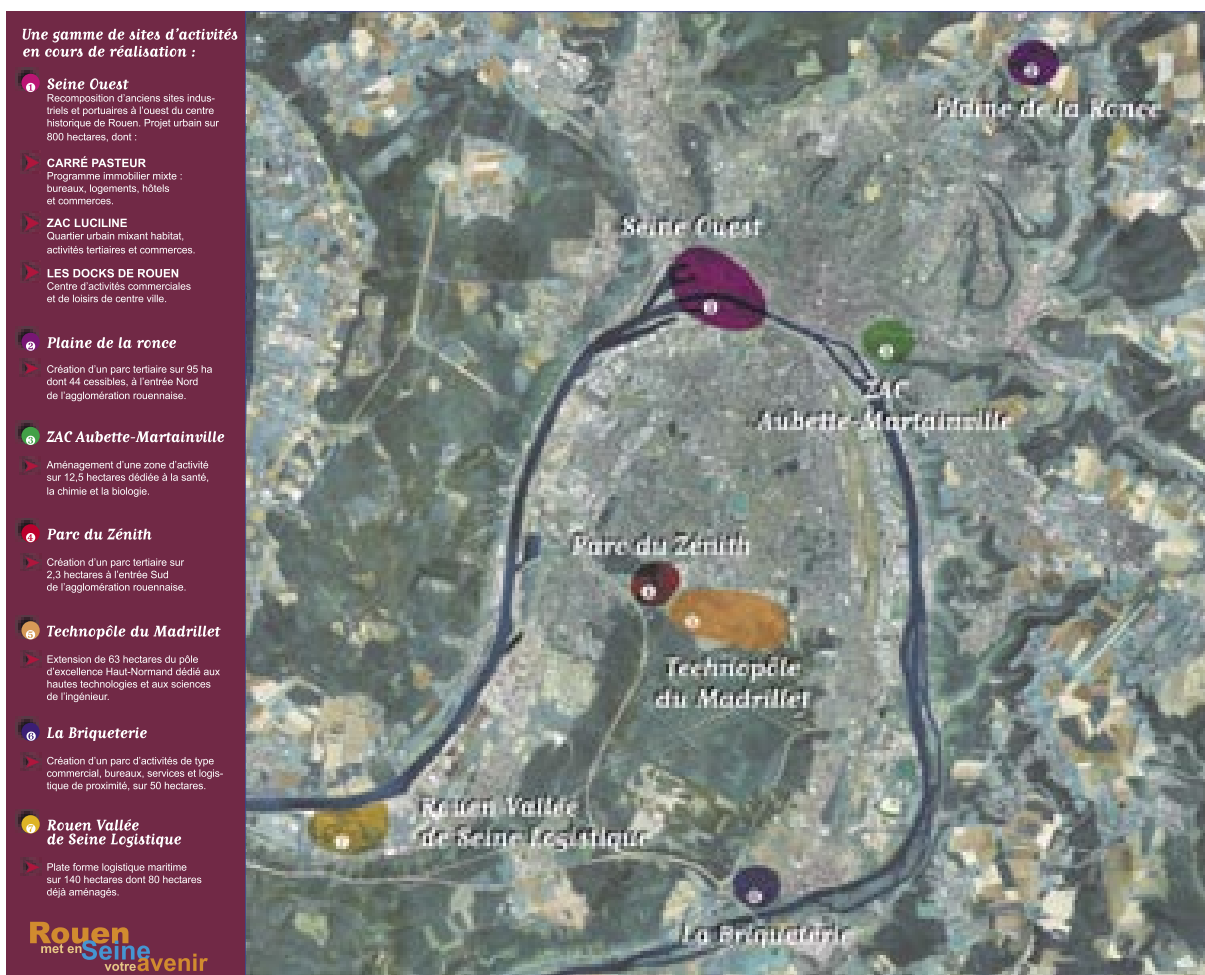 Une gamme de sites d'activités
en cours de réalisation :
1 Seine Ouest
Recomposition d'anciens sites indus-
triels et portuaires à l'ouest du centre
historique de Rouen. Projet urbain sur
800 hectares, dont :
CARRÉ PASTEUR
Programme immobilier mixte :
bureaux, logements, hôtels
et commerces.
ZAC LUCILINE
Quartier urbain mixant habitat,
activités tertiaires et commerces.
LES DOCKS DE ROUEN
Centre d'activités commerciales
et de loisirs de centre ville.
2 Plaine de la ronce
Création d'un parc tertiaire sur 95 ha
dont 44 cessibles, à l'entrée Nord
de l'agglomération rouennaise.
3 ZAC Aubette-Martainville
Aménagement d'une zone d'activité
sur 12,5 hectares dédiée à la santé,
la chimie et la biologie.
4 Parc du Zénith
Création d'un parc tertiaire sur
2,3 hectares à l'entrée Sud
de l'agglomération rouennaise.
5 Technopôle du Madrillet
Extension de 63 hectares du pôle
d'excellence Haut-Normand dédié aux
hautes technologies et aux sciences
de l'ingénieur.
6 La Briqueterie
Création d'un parc d'activités de type
commercial, bureaux, services et logis-
tique de proximité, sur 50 hectares.
7 Rouen Vallée
de Seine Logistique
Plate forme logistique maritime
sur 140 hectares dont 80 hectares
déjà aménagés.
Rouen
met en Seine
votre avenir
Plaine de la Ronce
Seine Ouest
ZAC
Aubette-Martainville
Parc du Zénith
Technopôle
du Madrillet
Rouen Vallée
de Seine Logistique
La Briqueterie